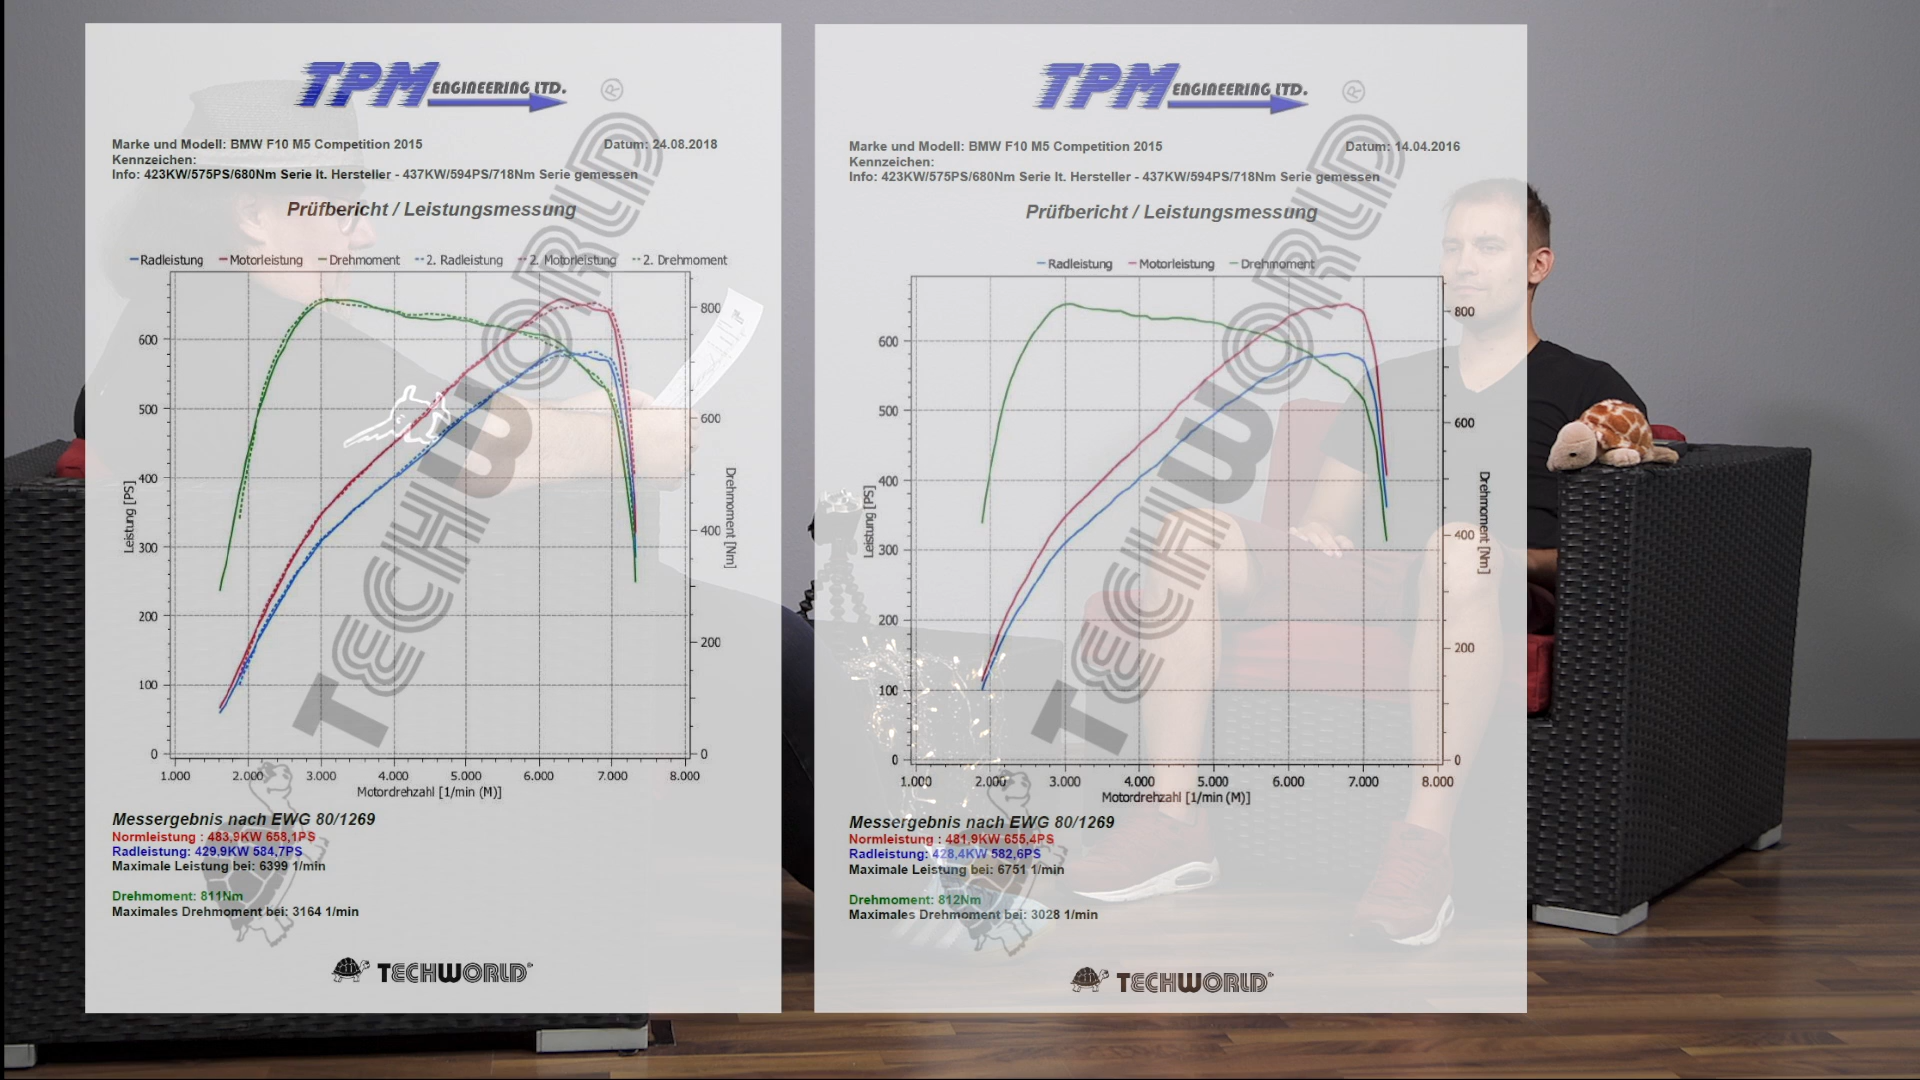 TPM ENGINEERING LTD. ®
Marke und Modell: BMW F10 M5 Competition 2015 Datum: 24.08.2018
Kennzeichen:
Info: 423KW/575PS/680Nm Serie lt. Hersteller - 437KW/594PS/718Nm Serie gemessen
Prüfbericht / Leistungsmessung
Radleistung Motorleistung Drehmoment 2. Radleistung 2. Motorleistung 2. Drehmoment
800
600
500
600
400
400
300
200
200
100
0 0
Leistung [PS]
Drehmoment [Nm]
1.000 2.000 3.000 4.000 5.000 6.000 7.000 8.000
Motordrehzahl [1/min (M)]
TECHWORLD
Messergebnis nach EWG 80/1269
Normleistung : 483,9KW 658,1PS
Radleistung: 429,9KW 584,7PS
Maximale Leistung bei: 6399 1/min
Drehmoment: 811Nm
Maximales Drehmoment bei: 3164 1/min
TECHWORLD
TPM ENGINEERING LTD. ®
Marke und Modell: BMW F10 M5 Competition 2015 Datum: 14.04.2016
Kennzeichen:
Info: 423KW/575PS/680Nm Serie lt. Hersteller - 437KW/594PS/718Nm Serie gemessen
Prüfbericht / Leistungsmessung
Radleistung Motorleistung Drehmoment
800
600
500
600
400
400
300
200
200
100
0 0
Leistung [PS]
Drehmoment [Nm]
1.000 2.000 3.000 4.000 5.000 6.000 7.000 8.000
Motordrehzahl [1/min (M)]
TECHWORLD
Messergebnis nach EWG 80/1269
Normleistung : 481,9KW 655,4PS
Radleistung: 428,4KW 582,6PS
Maximale Leistung bei: 6751 1/min
Drehmoment: 812Nm
Maximales Drehmoment bei: 3028 1/min
TECHWORLD